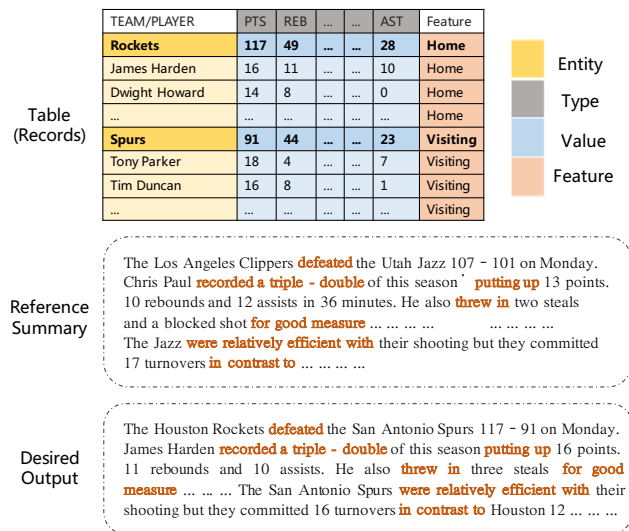 TEAM/PLAYER PTS REB ... ... AST Feature
Rockets 117 49 ... ... 28 Home
James Harden 16 11 ... ... 10 Home
Dwight Howard 14 8 ... ... 0 Home
... ... ... ... ... ... Home
Spurs 91 44 ... ... 23 Visiting
Tony Parker 18 4 ... ... 7 Visiting
Tim Duncan 16 8 ... ... 1 Visiting
... ... ... ... ... ... Visiting
Table
(Records)
Entity
Type
Value
Feature
Reference
Summary
The Los Angeles Clippers defeated the Utah Jazz 107 – 101 on Monday.
Chris Paul recorded a triple - double of this season ’ putting up 13 points.
10 rebounds and 12 assists in 36 minutes. He also threw in two steals
and a blocked shot for good measure ... ... ... ... ... ... ... ...
The Jazz were relatively efficient with their shooting but they committed
17 turnovers in contrast to ... ... ... ...
Desired
Output
The Houston Rockets defeated the San Antonio Spurs 117 – 91 on Monday.
James Harden recorded a triple - double of this season putting up 16 points.
11 rebounds and 10 assists. He also threw in three steals for good
measure ... ... ... The San Antonio Spurs were relatively efficient with their
shooting but they committed 16 turnovers in contrast to Houston 12 ... ... ...